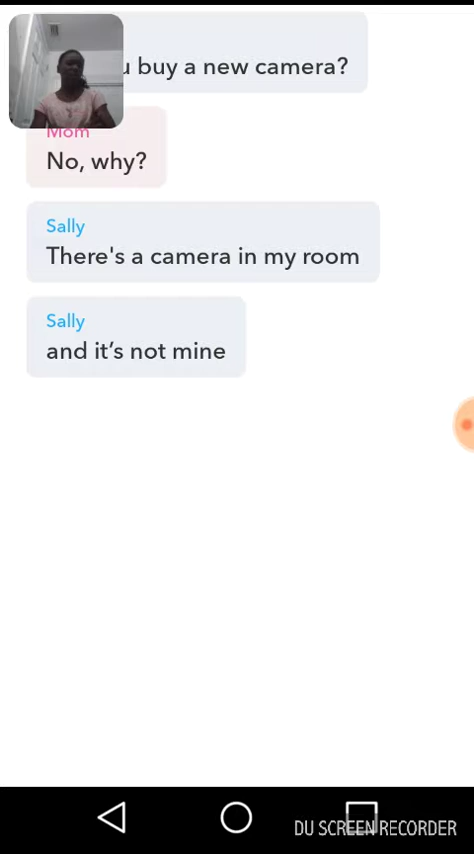 buy a new camera?
Mom
No, why?
Sally
There's a camera in my room
Sally
and it’s not mine
DU SCREEN RECORDER